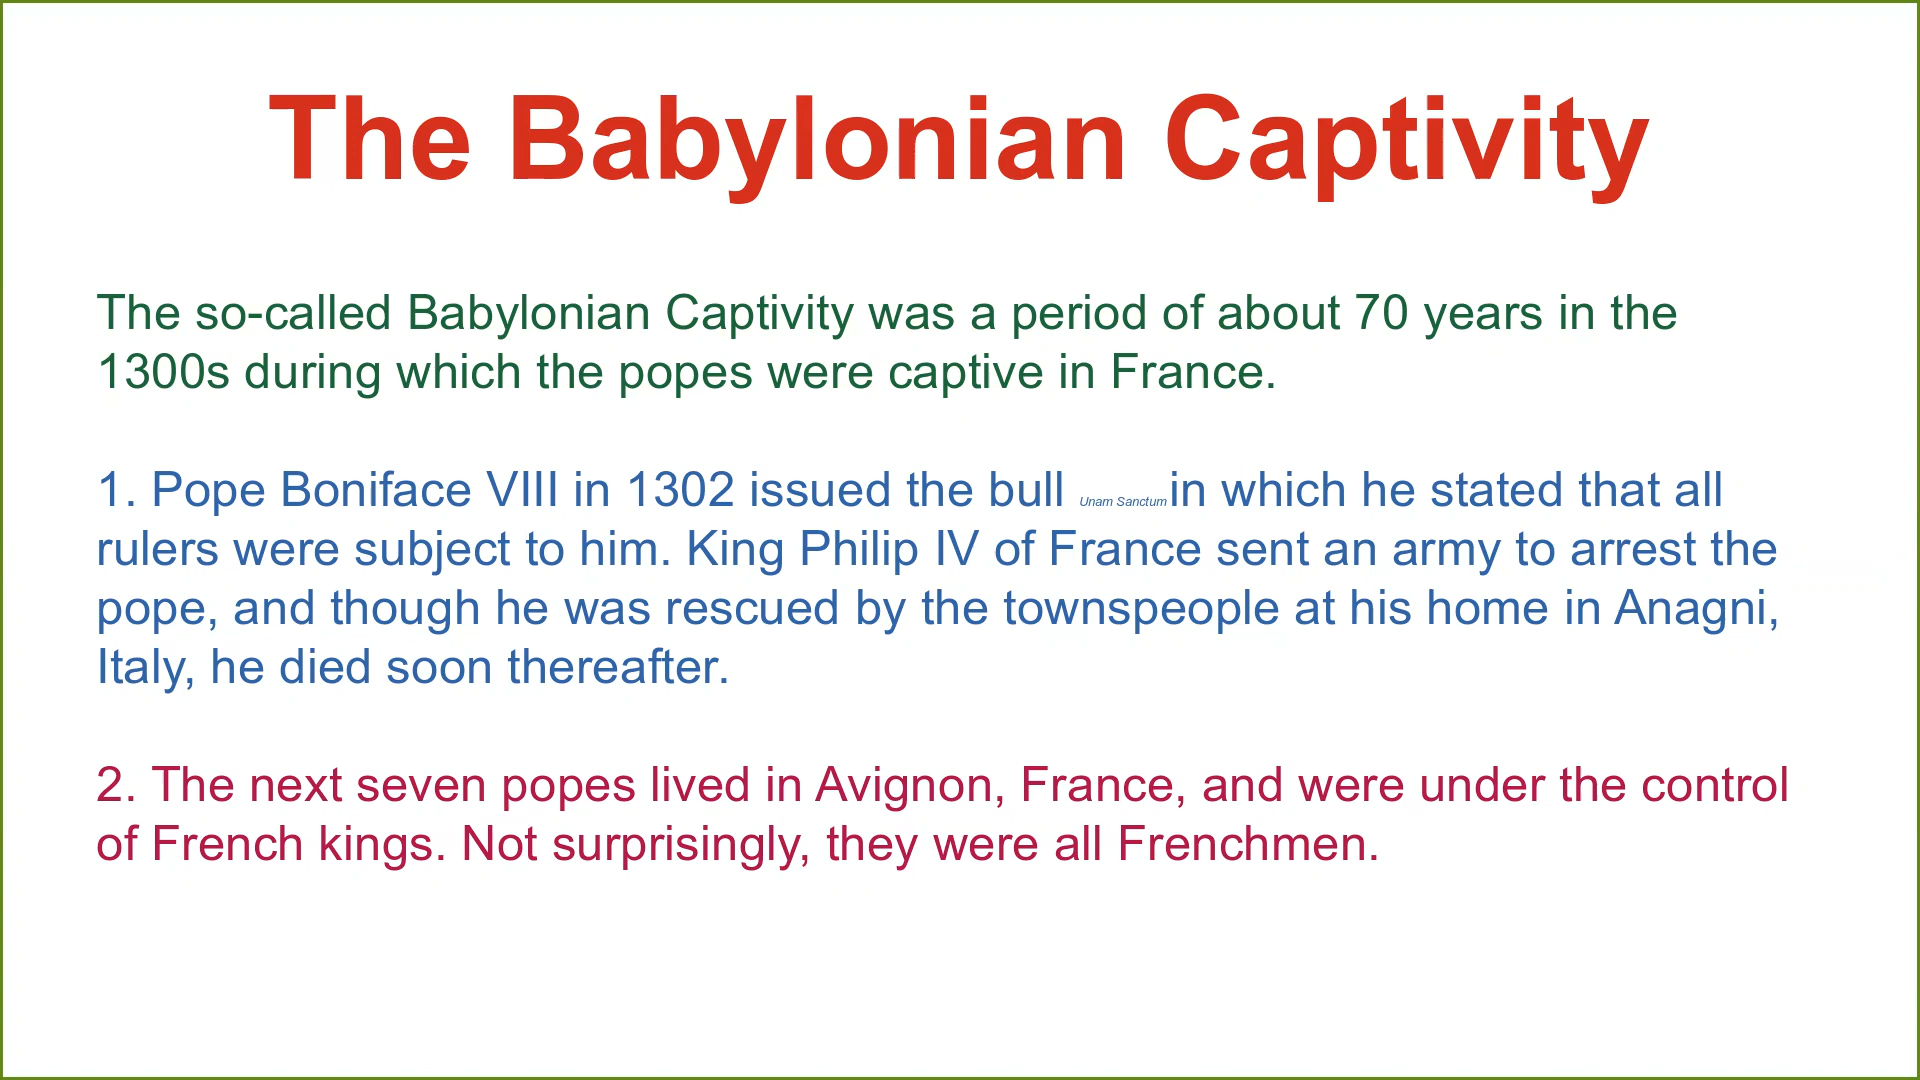 The Babylonian Captivity
The so-called Babylonian Captivity was a period of about 70 years in the
1300s during which the popes were captive in France.
1. Pope Boniface VIII in 1302 issued the bull Unam Sanctum in which he stated that all
rulers were subject to him. King Philip IV of France sent an army to arrest the
pope, and though he was rescued by the townspeople at his home in Anagni,
Italy, he died soon thereafter.
2. The next seven popes lived in Avignon, France, and were under the control
of French kings. Not surprisingly, they were all Frenchmen.